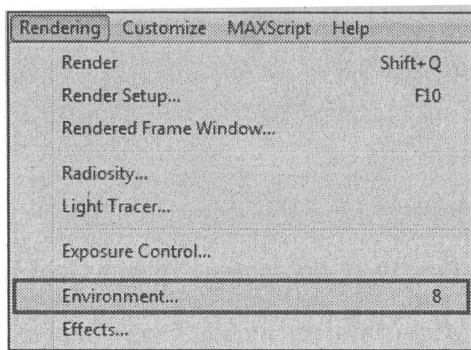 Rendering Customize MAXScript Help
Render Shift+Q
Render Setup... F10
Rendered Frame Window...
Radiosity...
Light Tracer...
Exposure Control...
Environment... 8
Effects...